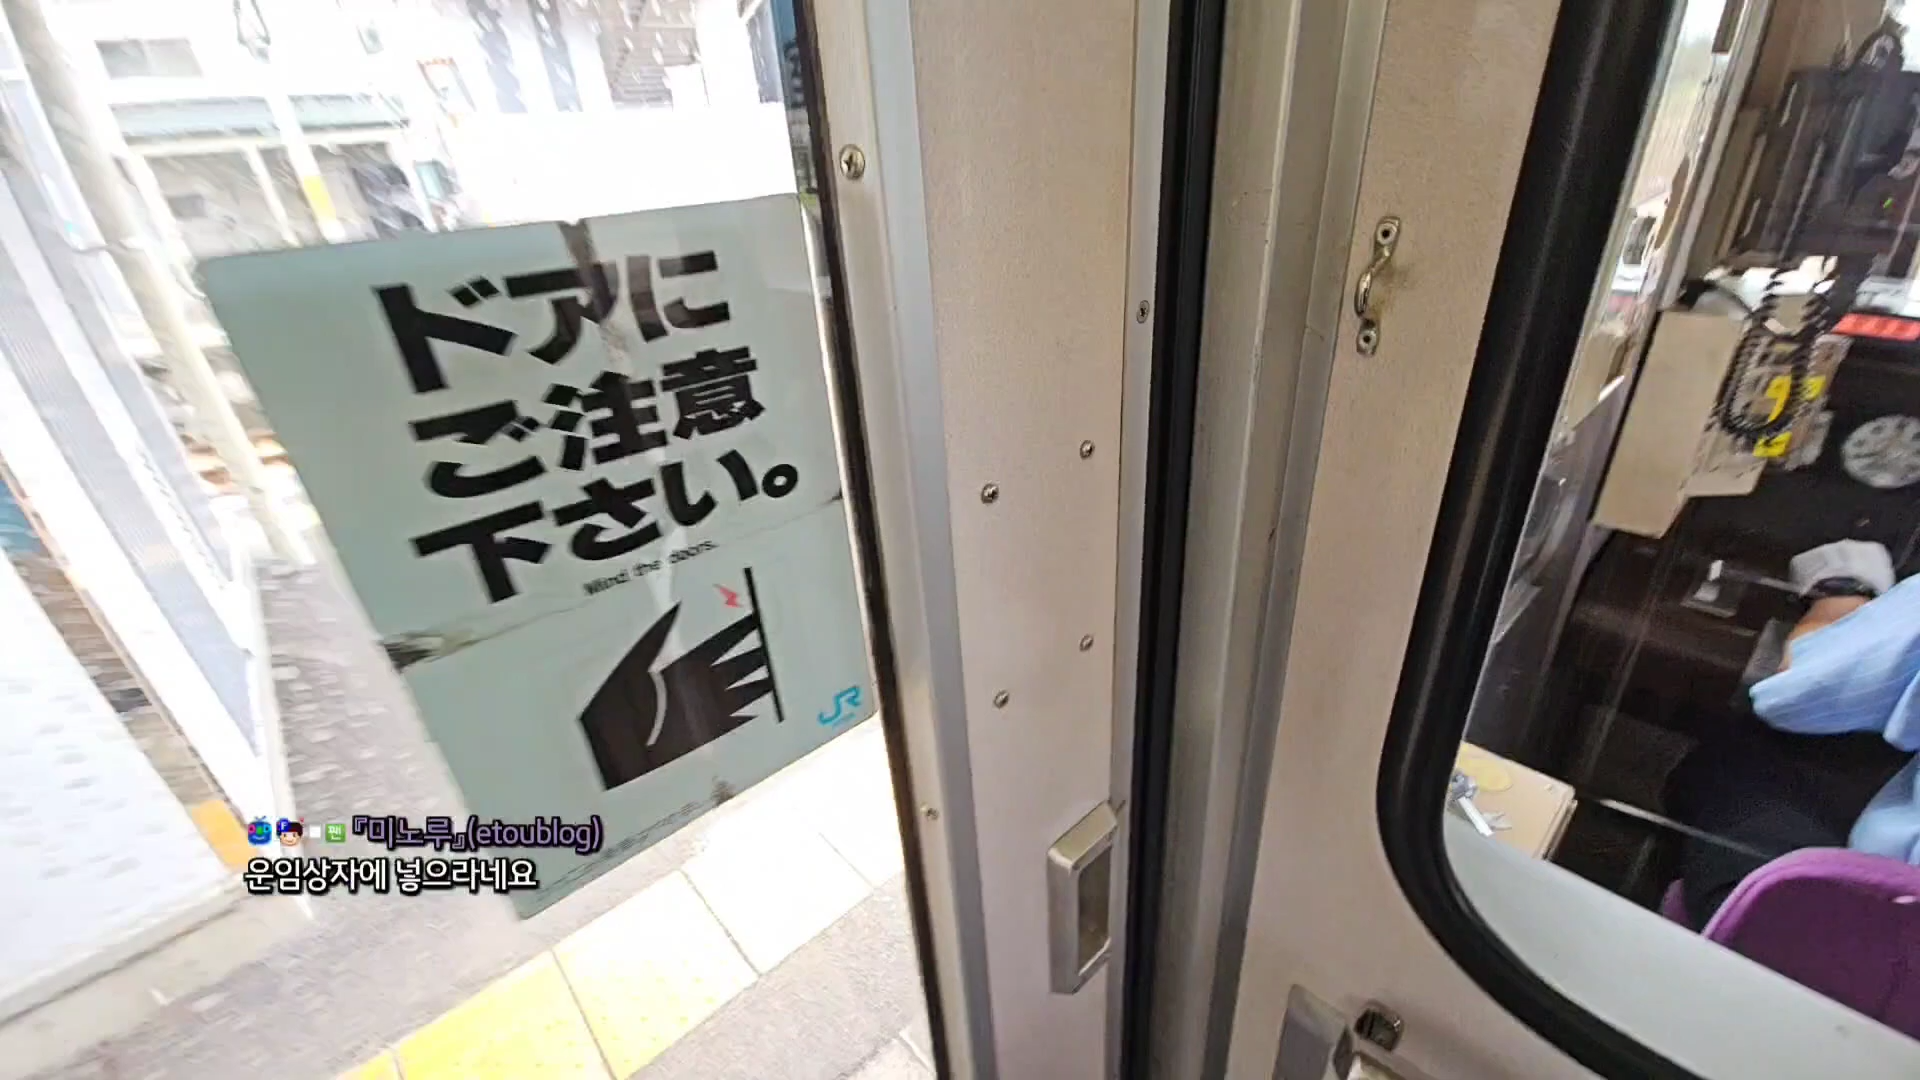 ドアに
ご注意
下さい。
Mind the doors.
JR
『미노루』(etoublog)
운임상자에 넣으라네요